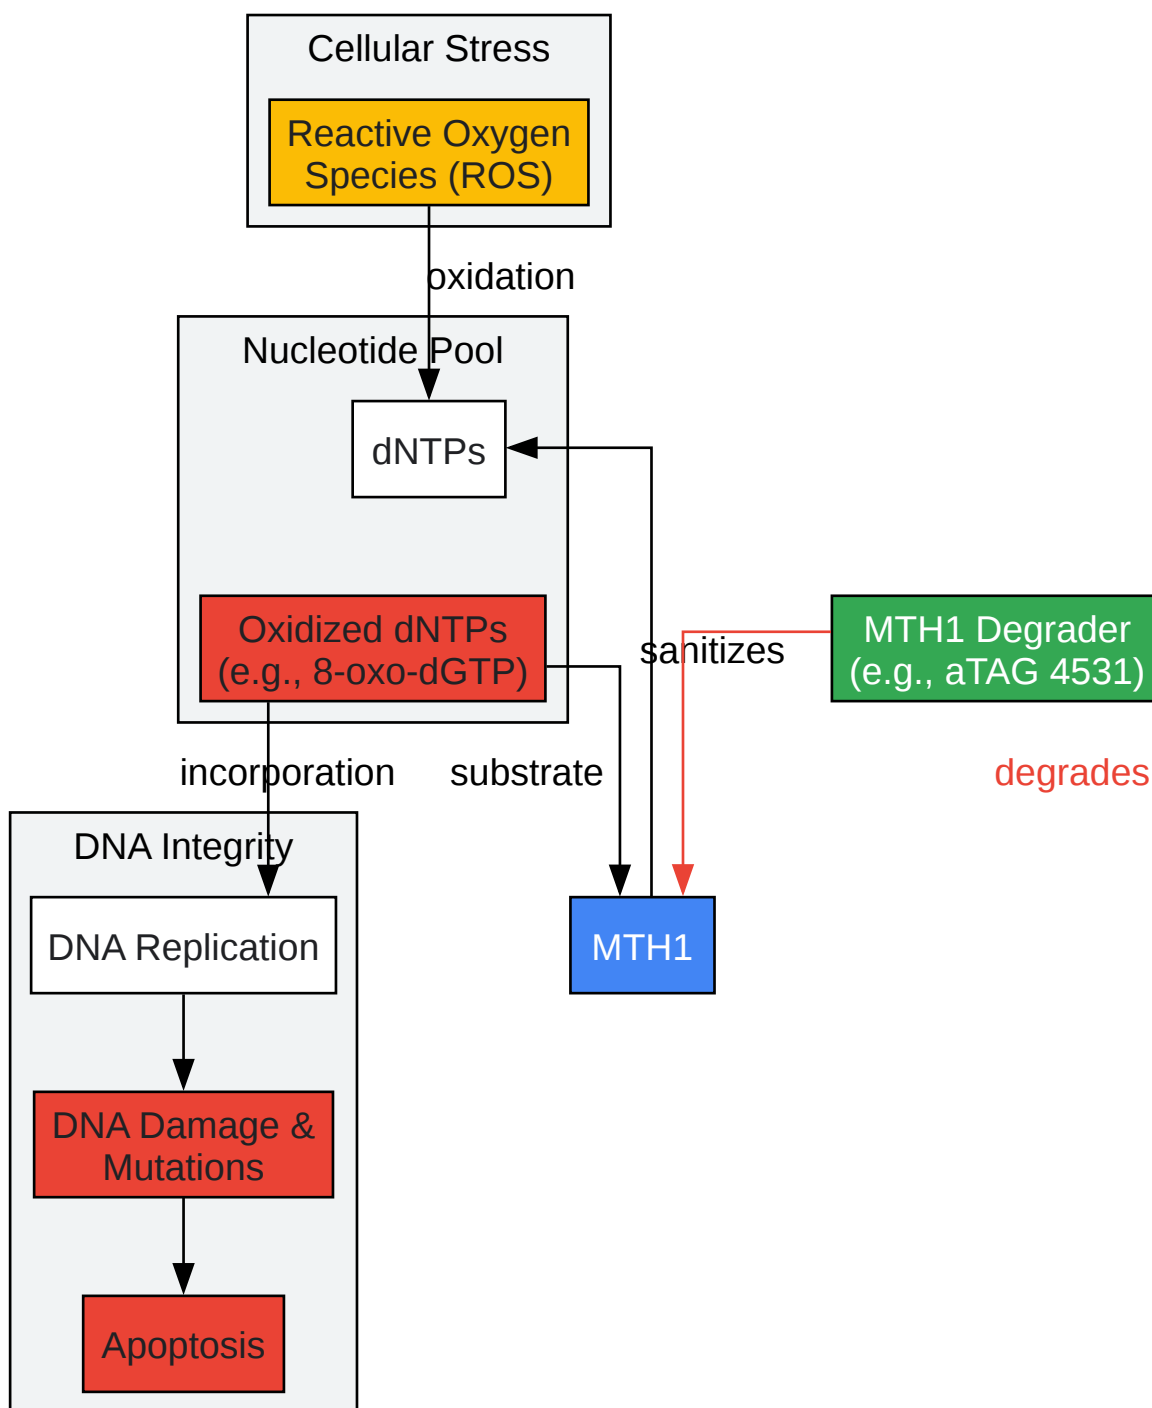 Cellular Stress
Reactive Oxygen
Species (ROS)
oxidation
Nucleotide Pool
dNTPs
Oxidized dNTPs
(e.g., 8-oxo-dGTP)
sanitizes
MTH1 Degrader
(e.g., aTAG 4531)
incorporation
substrate
degrades
DNA Integrity
DNA Replication
MTH1
DNA Damage &
Mutations
Apoptosis